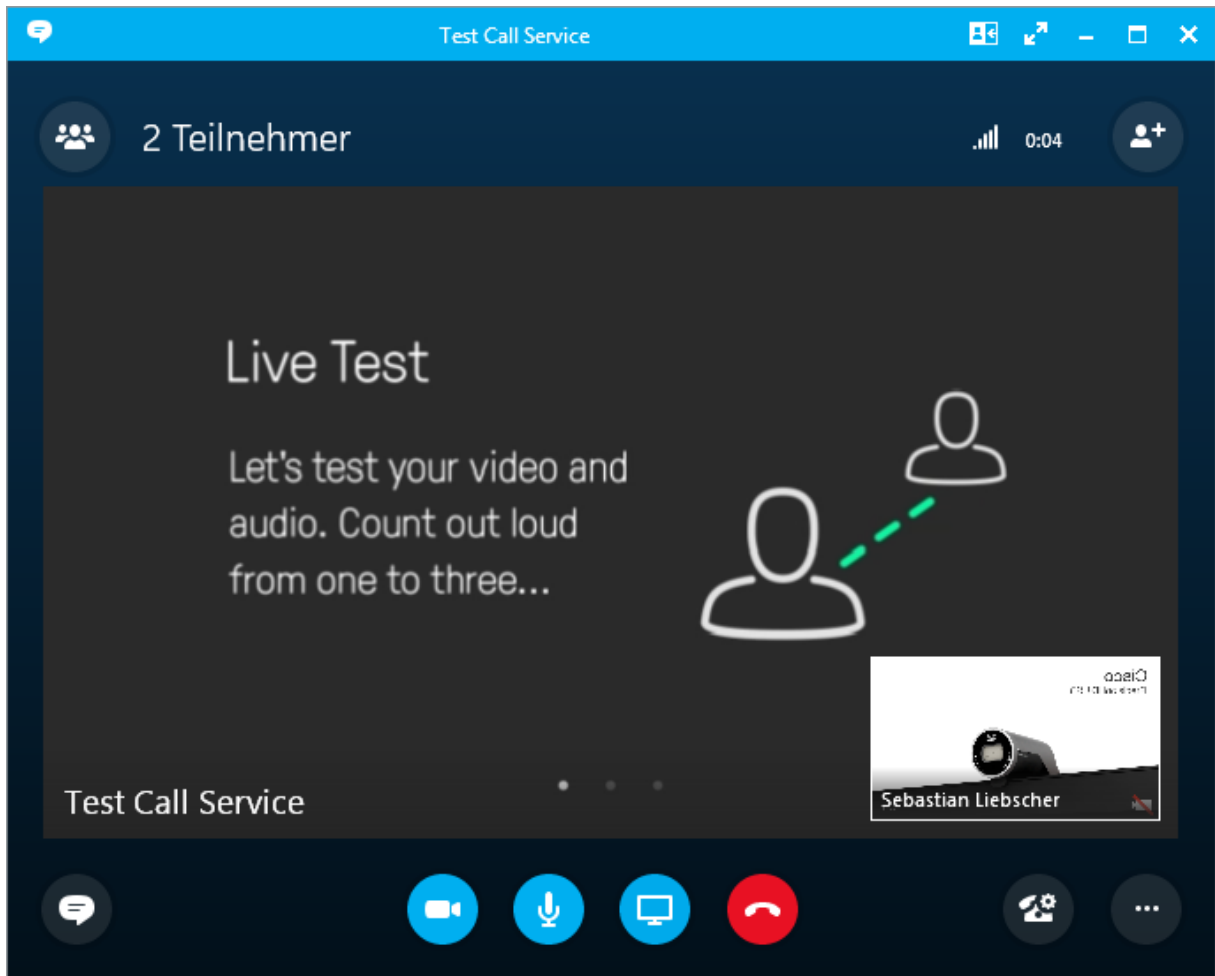 Test Call Service
2 Teilnehmer
0:04
Live Test
Let's test your video and
audio. Count out loud
from one to three...
Cisco
Test Call Service
Sebastian Liebscher